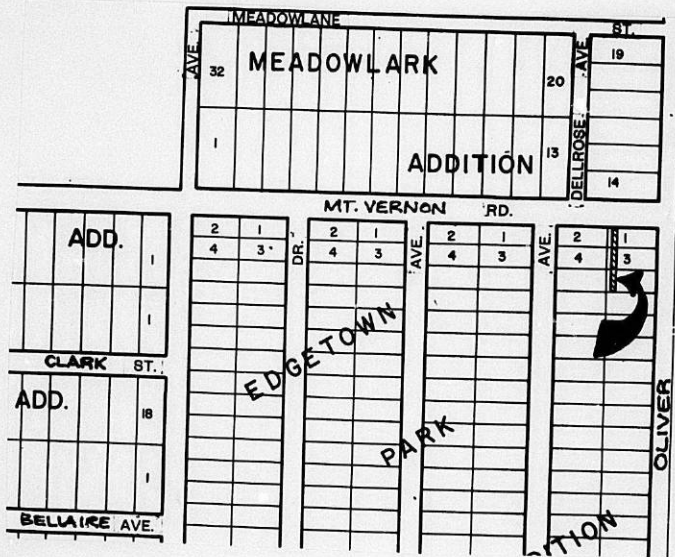 MEADOWLANE ST.
AVE.
32 MEADOWLARK 20
AVE
19
1 ADDITION 13
DELLROSE
14
MT. VERNON RD.
ADD. 1
2 1
4 3
DR.
2 1
4 3
AVE.
2 1
4 3
AVE.
2 1
4 3
1
CLARK ST.
EDGETOWN
PARK
OLIVER
ADD. 18
1
BELLAIRE AVE.
DITION